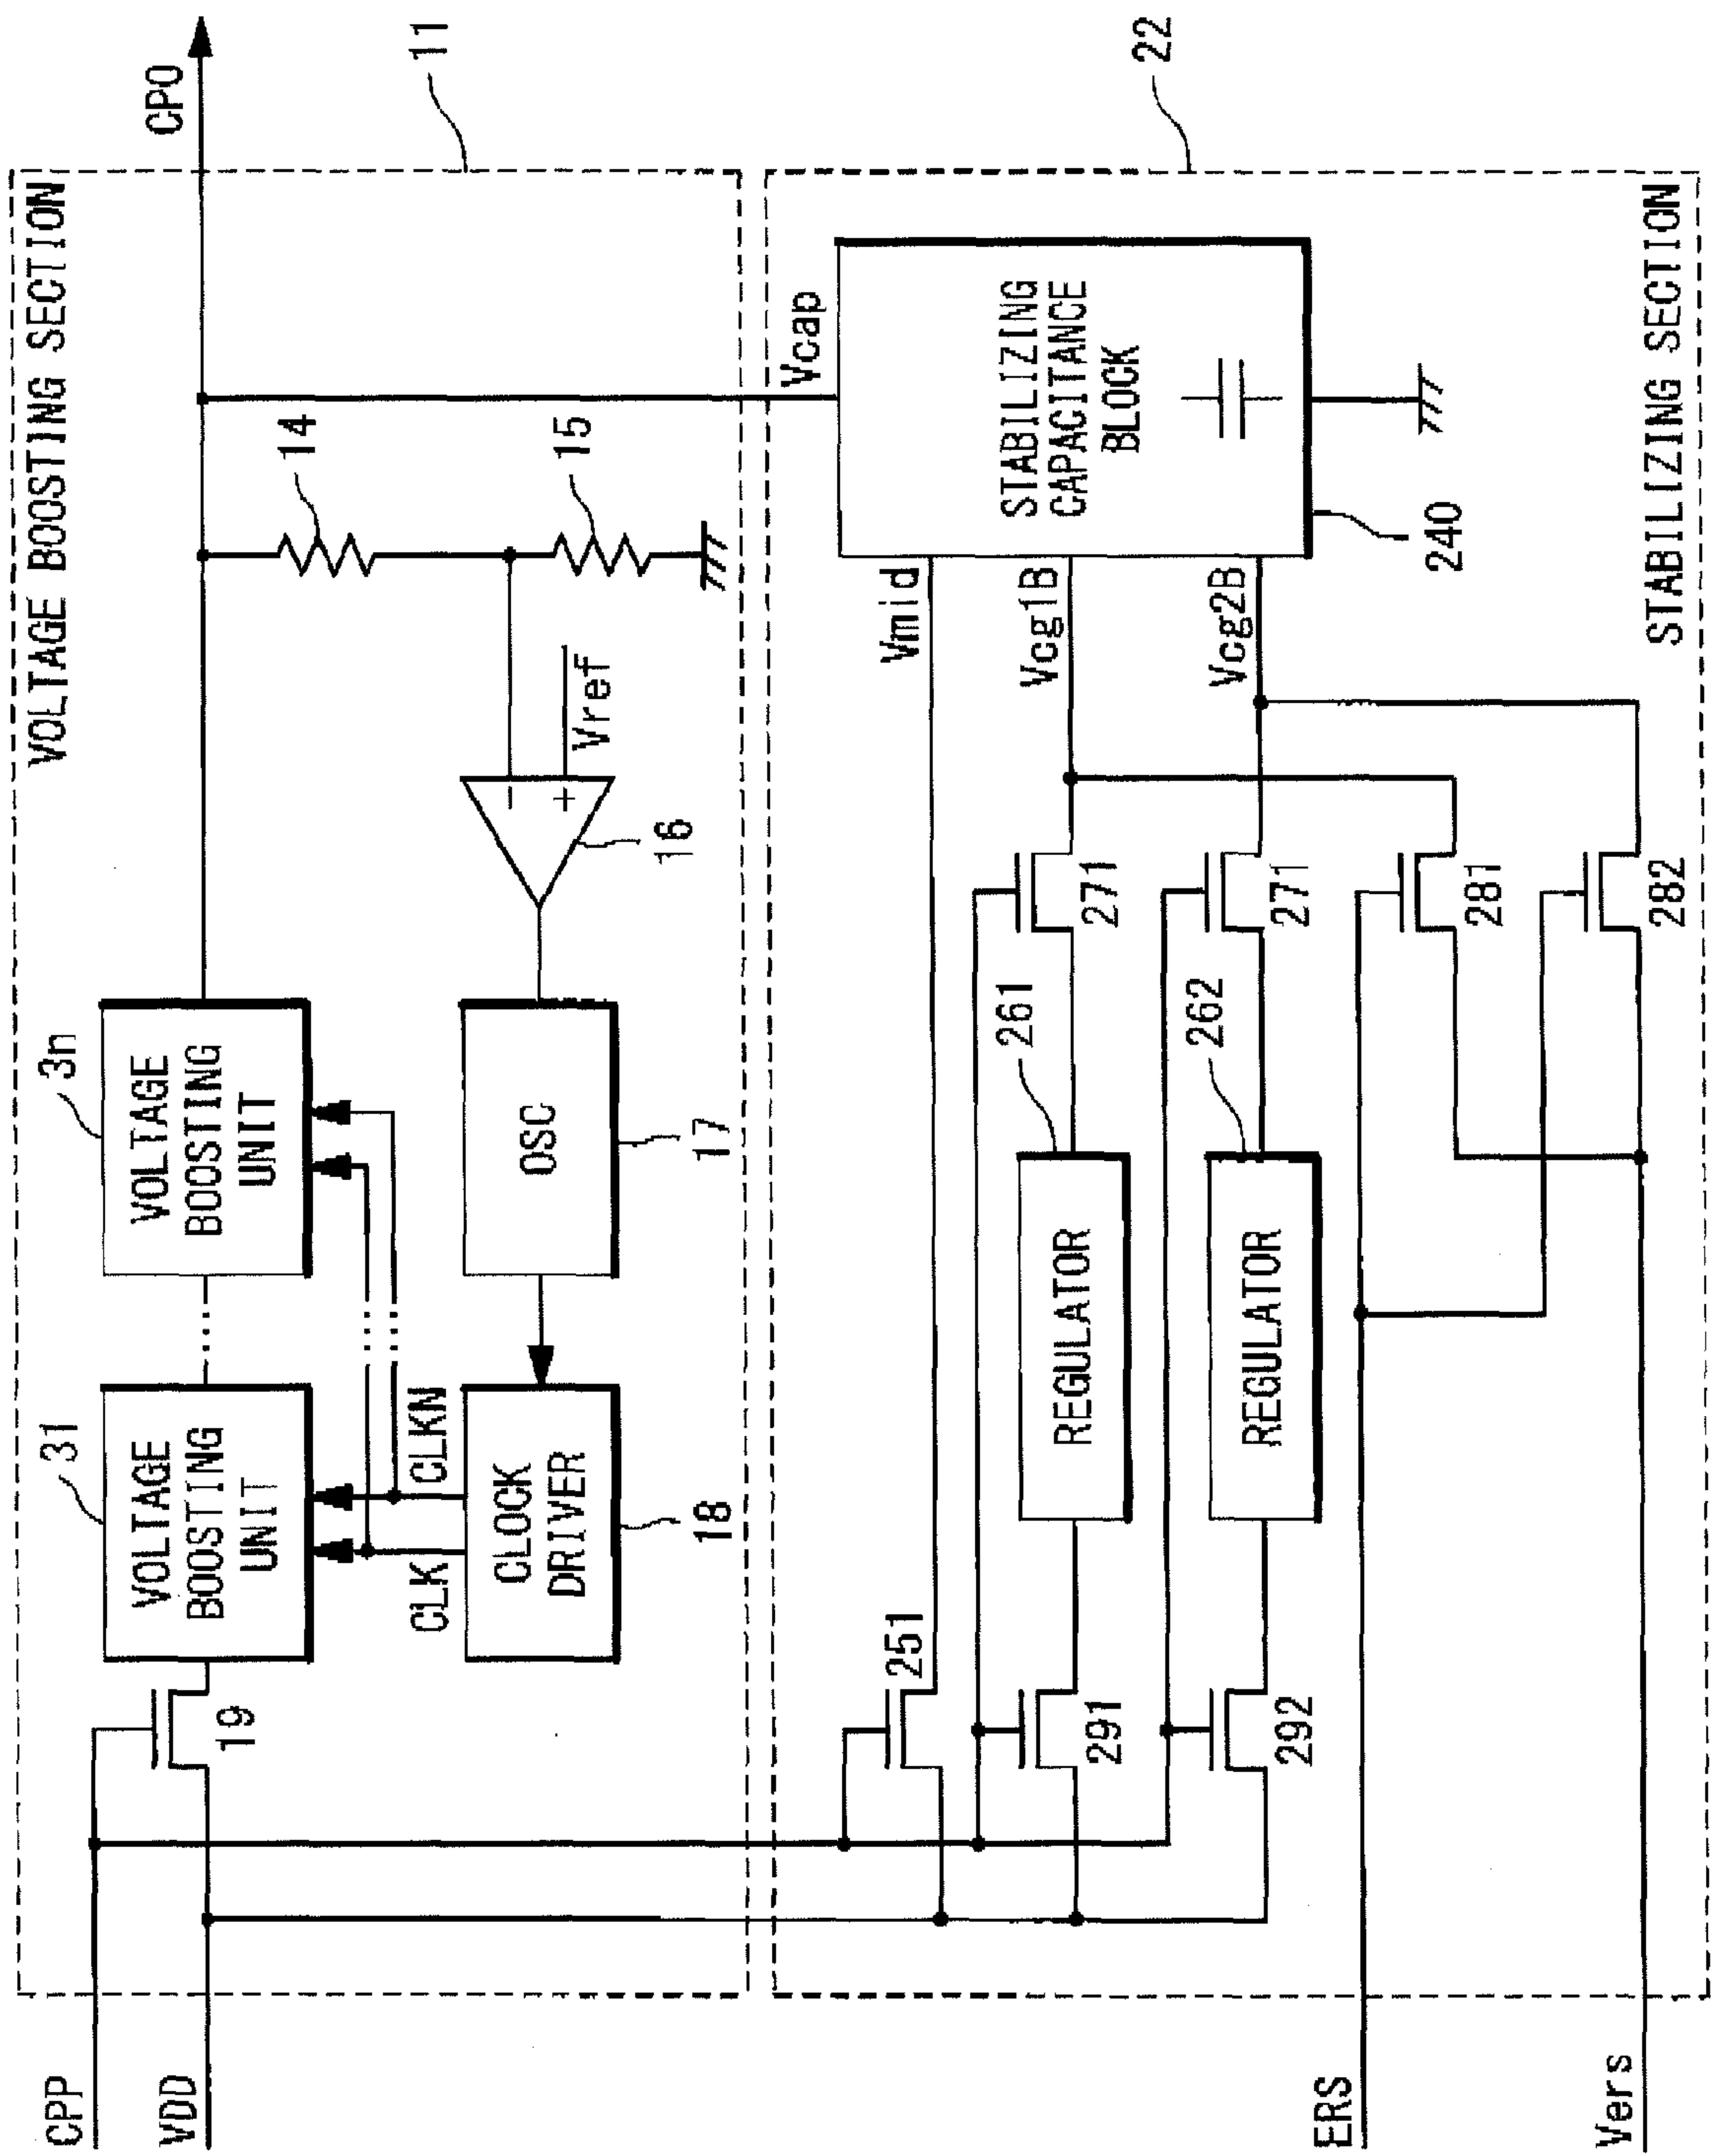 VOLTAGE BOOSTING SECTION
11
CPP
VDD
19
31
VOLTAGE
BOOSTING
UNIT
3n
VOLTAGE
BOOSTING
UNIT
CPO
CLK
CLKN
CLOCK
DRIVER
18
OSC
17
16
-
+
Vref
14
15
22
Vcap
STABILIZING
CAPACITANCE
BLOCK
240
Vmid
Vcg1B
Vcg2B
251
291
292
REGULATOR
261
REGULATOR
262
271
271
281
282
ERS
Vers
STABILIZING SECTION